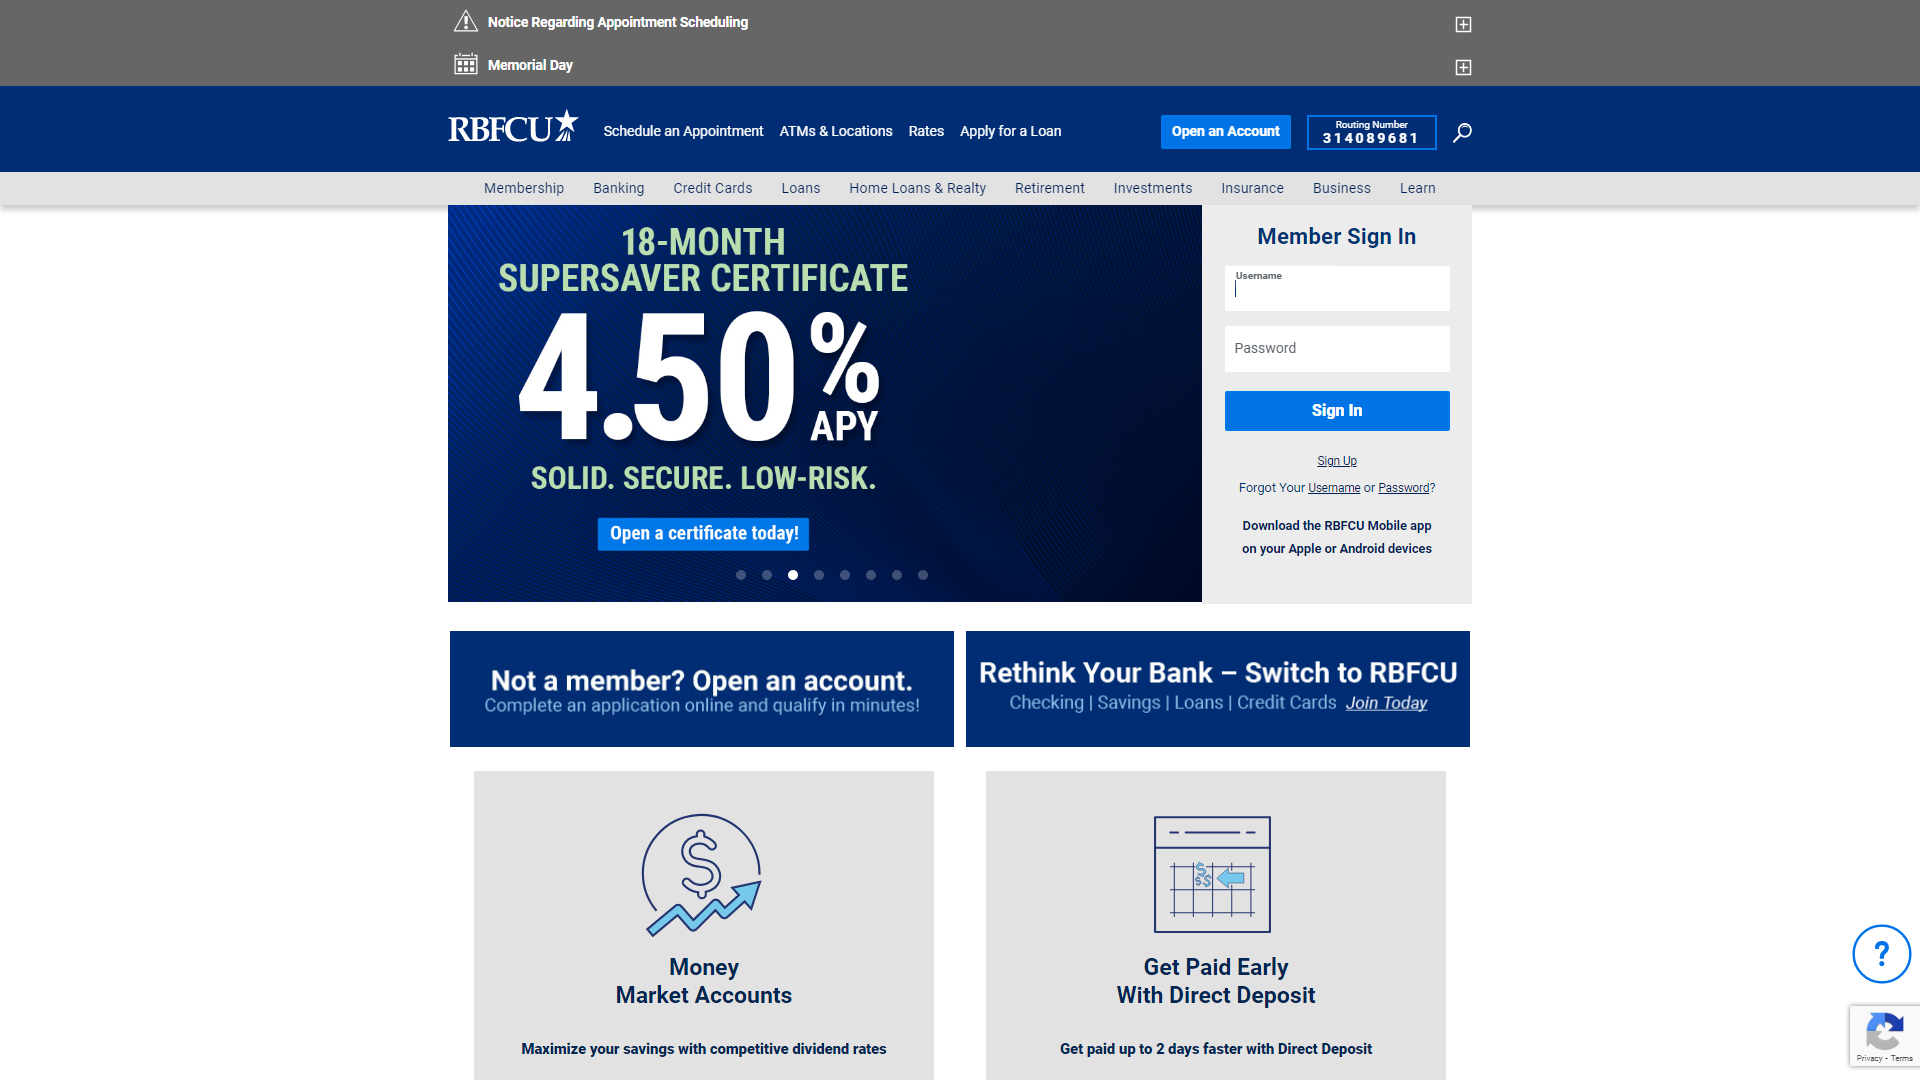 Notice Regarding Appointment Scheduling
Memorial Day
RBFCU
Schedule an Appointment
ATMs & Locations
Rates
Apply for a Loan
Open an Account
Routing Number
314089681
Membership
Banking
Credit Cards
Loans
Home Loans & Realty
Retirement
Investments
Insurance
Business
Learn
18-MONTH
SUPERSAVER CERTIFICATE
4.50%
APY
SOLID. SECURE. LOW-RISK.
Open a certificate today!
Member Sign In
Username
Password
Sign In
Sign Up
Forgot Your Username or Password?
Download the RBFCU Mobile app
on your Apple or Android devices
Not a member? Open an account.
Complete an application online and qualify in minutes!
Rethink Your Bank – Switch to RBFCU
Checking | Savings | Loans | Credit Cards Join Today
Money
Market Accounts
Maximize your savings with competitive dividend rates
Get Paid Early
With Direct Deposit
Get paid up to 2 days faster with Direct Deposit
?
Privacy - Terms